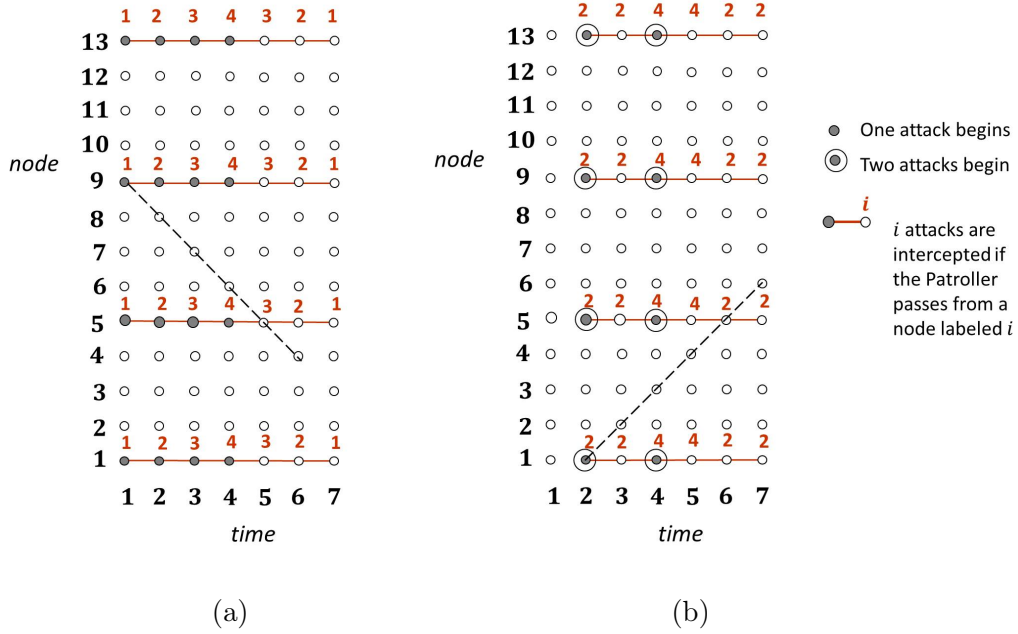 1 2 3 4 3 2 1
13
12
11
10
node
1 2 3 4 3 2 1
9
8
7
6
1 2 3 4 3 2 1
5
4
3
2
1 2 3 4 3 2 1
1
1 2 3 4 5 6 7
time
(a)
2 2 4 4 2 2
13
12
11
10
node
2 2 4 4 2 2
9
8
7
6
2 2 4 4 2 2
5
4
3
2
2 2 4 4 2 2
1
1 2 3 4 5 6 7
time
(b)
One attack begins
Two attacks begin
i
i attacks are
intercepted if
the Patroller
passes from a
node labeled i